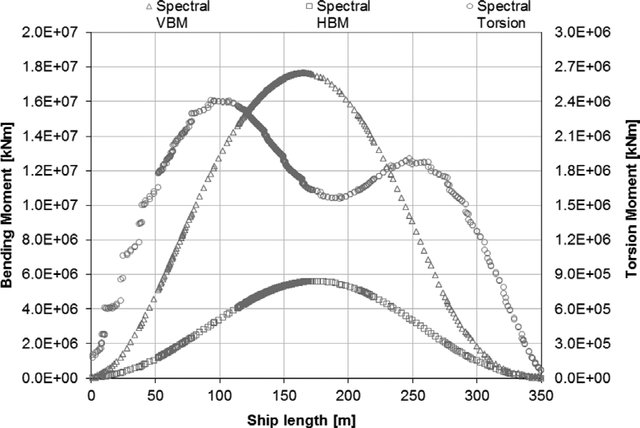 Spectral VBM
Spectral HBM
Spectral Torsion
2.0E+07
1.8E+07
1.6E+07
1.4E+07
1.2E+07
1.0E+07
8.0E+06
6.0E+06
4.0E+06
2.0E+06
0.0E+00
Bending Moment [kNm]
3.0E+06
2.7E+06
2.4E+06
2.1E+06
1.8E+06
1.5E+06
1.2E+06
9.0E+05
6.0E+05
3.0E+05
0.0E+00
Torsion Moment [kNm]
0 50 100 150 200 250 300 350
Ship length [m]